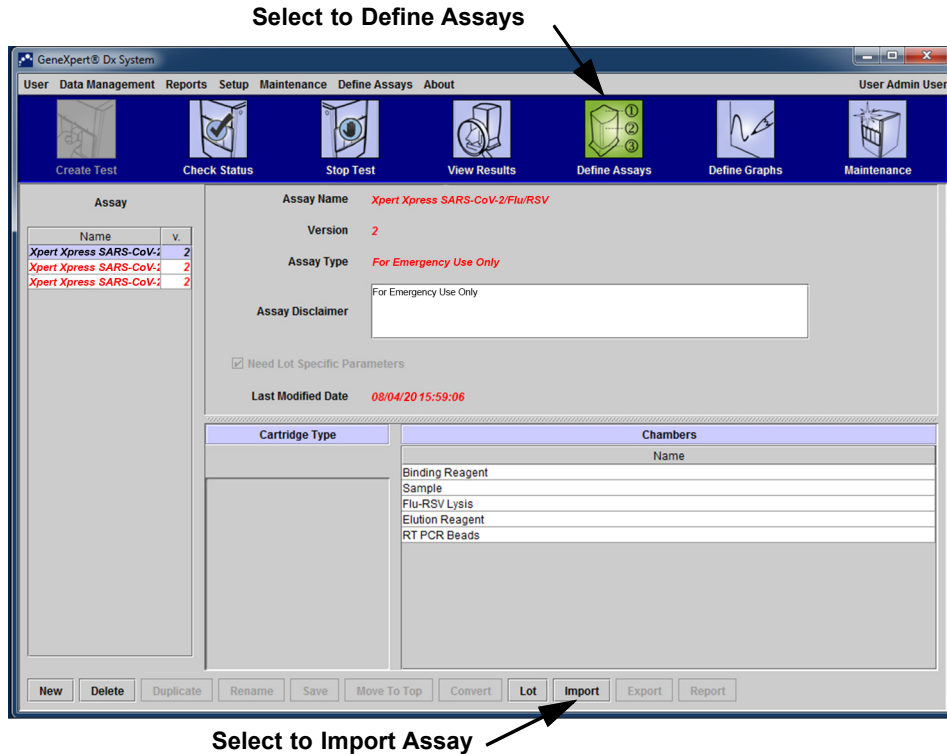 Select to Define Assays
GeneXpert® Dx System
User Data Management Reports Setup Maintenance Define Assays About User Admin User
1
2
3
Create Test Check Status Stop Test View Results Define Assays Define Graphs Maintenance
Assay
Name v.
Xpert Xpress SARS-CoV-2 2
Xpert Xpress SARS-CoV-2 2
Xpert Xpress SARS-CoV-2 2
Assay Name Xpert Xpress SARS-CoV-2/Flu/RSV
Version 2
Assay Type For Emergency Use Only
Assay Disclaimer For Emergency Use Only
Need Lot Specific Parameters
Last Modified Date 08/04/20 15:59:06
Cartridge Type
Chambers
Name
Binding Reagent
Sample
Flu-RSV Lysis
Elution Reagent
RT PCR Beads
New Delete Duplicate Rename Save Move To Top Convert Lot Import Export Report
Select to Import Assay